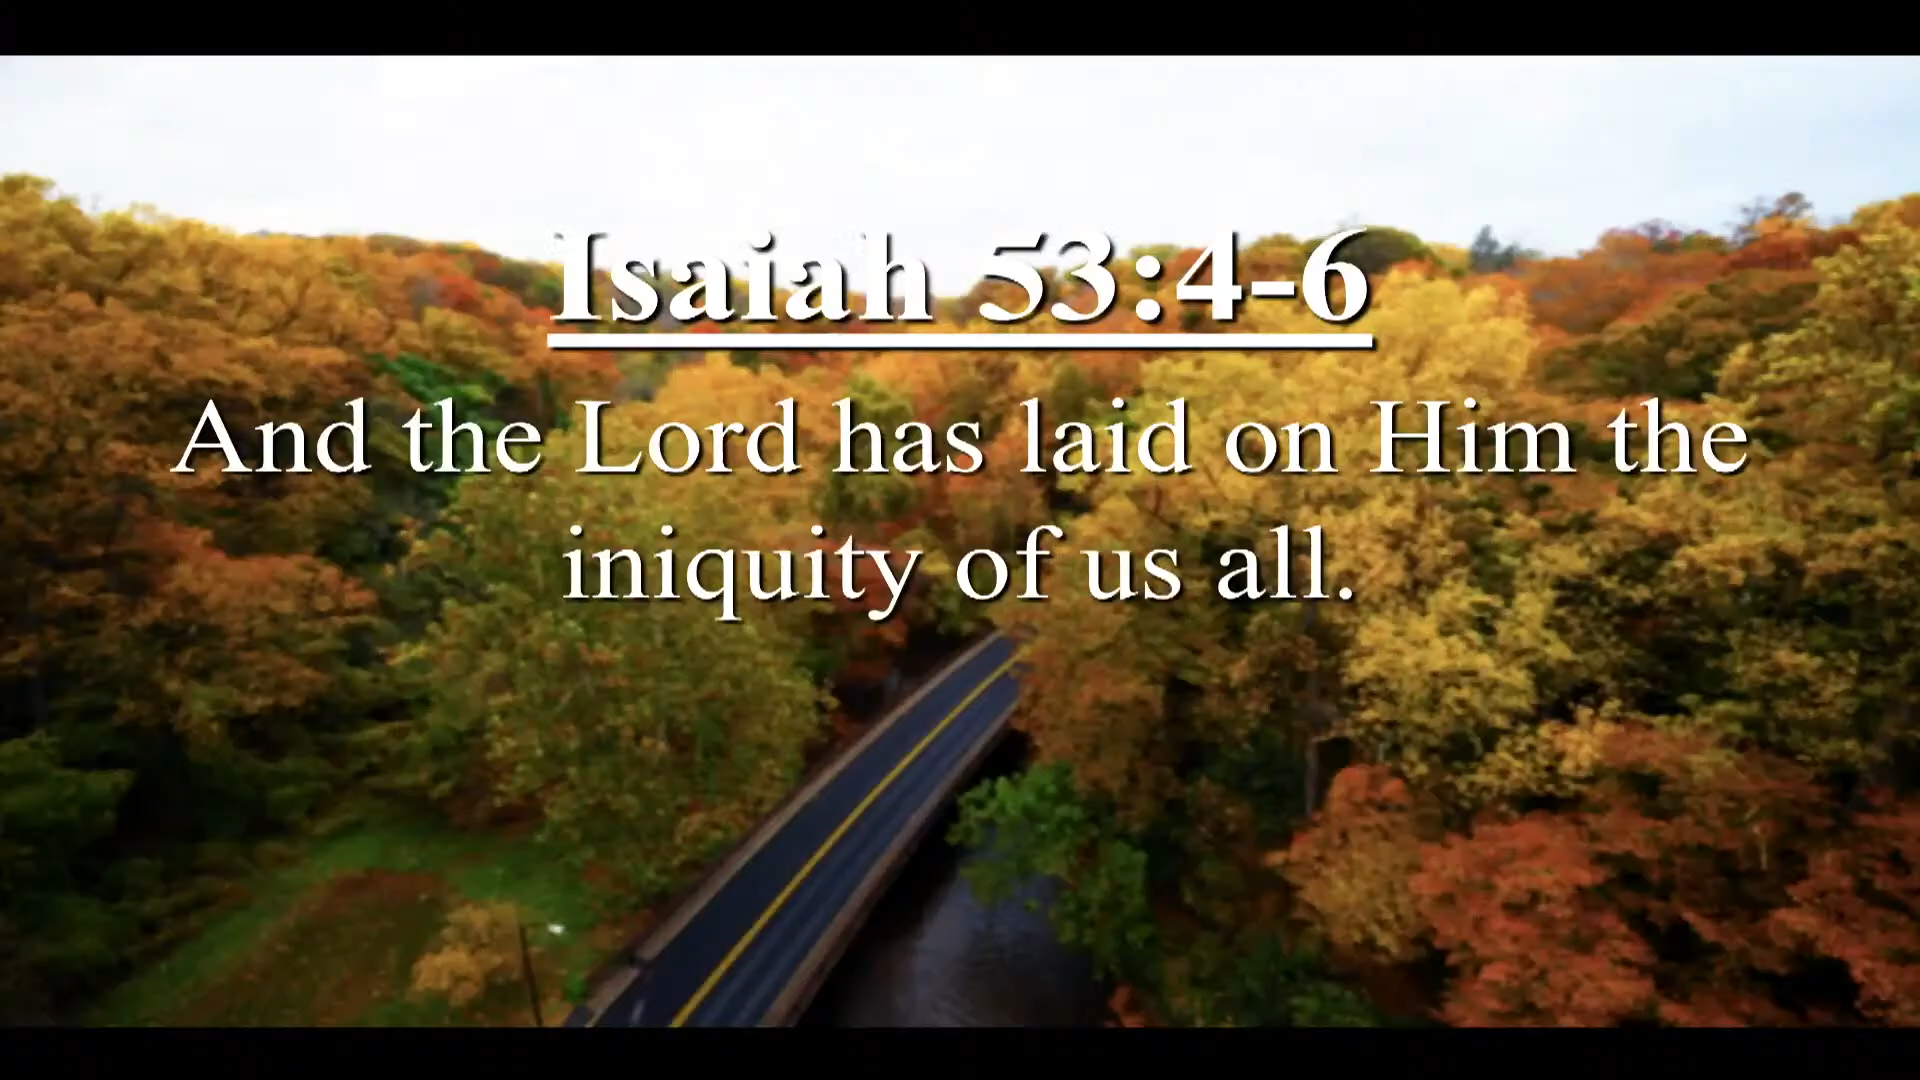 Isaiah 53:4-6
And the Lord has laid on Him the
iniquity of us all.